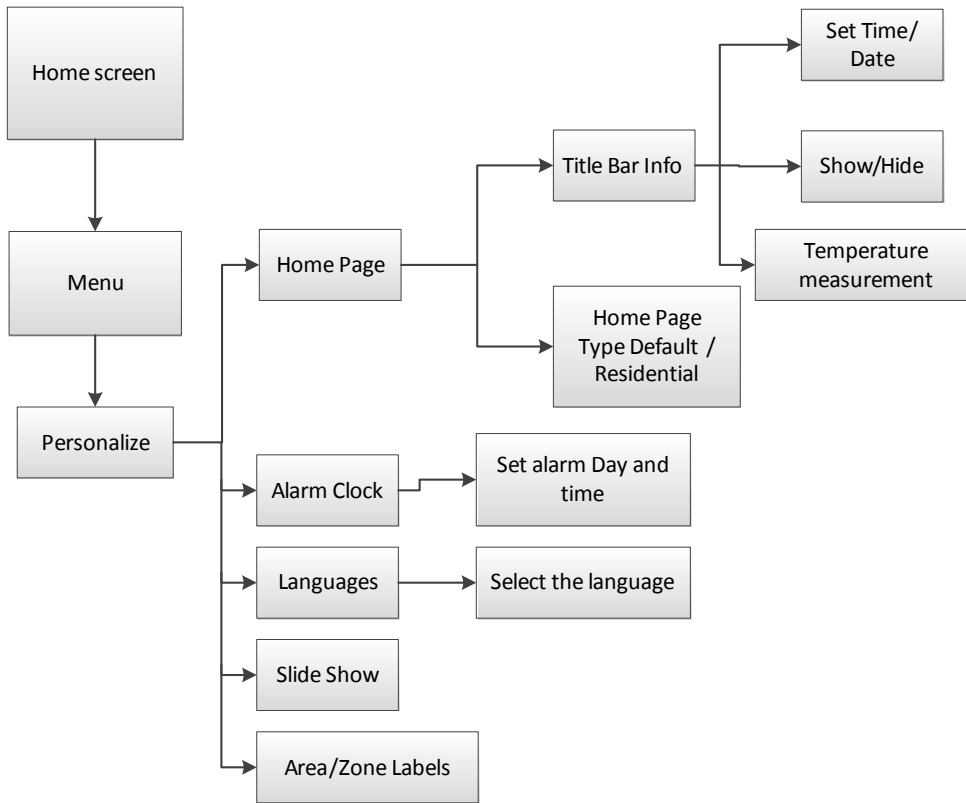 Home screen
Set Time/
Date
Title Bar Info
Show/Hide
Menu
Home Page
Temperature
measurement
Home Page
Type Default /
Residential
Personalize
Alarm Clock
Set alarm Day and
time
Languages
Select the language
Slide Show
Area/Zone Labels